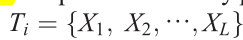 T_i = {X_1, X_2, ⋯, X_L}